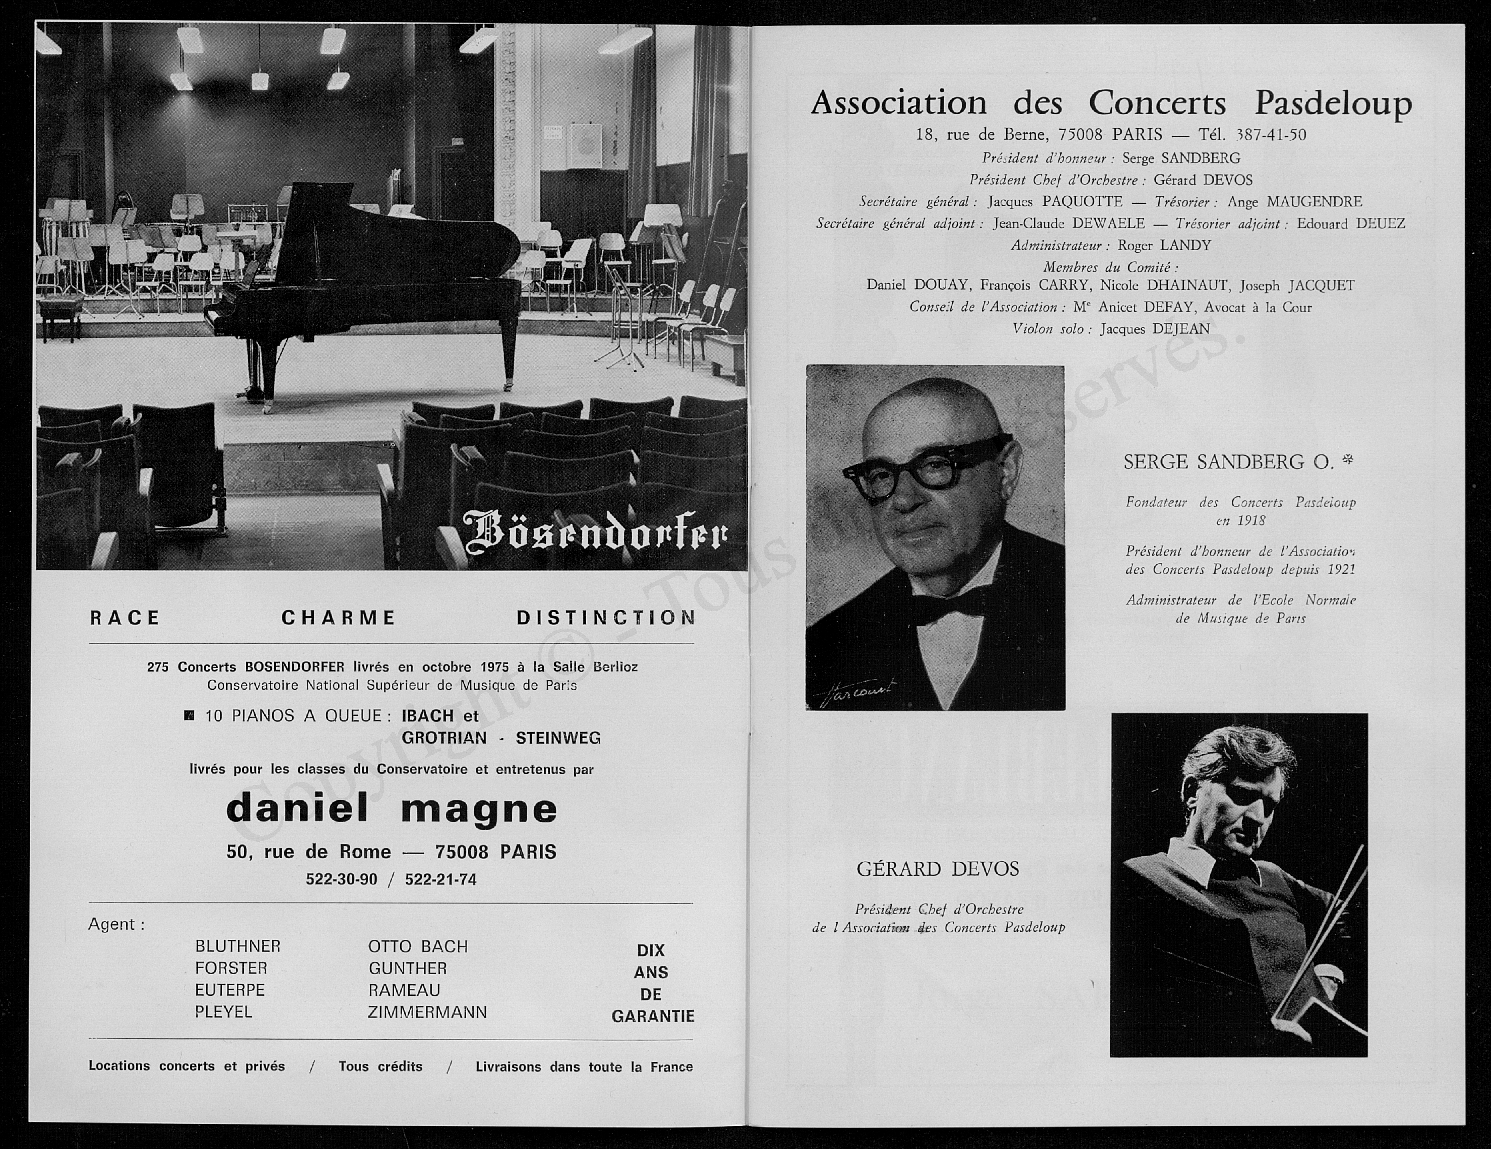 Bösendorfer
RACE CHARME DISTINCTION
275 Concerts BOSENDORFER livrés en octobre 1975 à la Salle Berlioz
Conservatoire National Supérieur de Musique de Paris
■ 10 PIANOS A QUEUE : IBACH et
GROTRIAN - STEINWEG
livrés pour les classes du Conservatoire et entretenus par
daniel magne
50, rue de Rome — 75008 PARIS
522-30-90 / 522-21-74
Agent :
BLUTHNER OTTO BACH
FORSTER GUNTHER
EUTERPE RAMEAU
PLEYEL ZIMMERMANN
DIX
ANS
DE
GARANTIE
Locations concerts et privés / Tous crédits / Livraisons dans toute la France
Association des Concerts Pasdeloup
18, rue de Berne, 75008 PARIS — Tél. 387-41-50
Président d'honneur : Serge SANDBERG
Président Chef d'Orchestre : Gérard DEVOS
Secrétaire général : Jacques PAQUOTTE — Trésorier : Ange MAUGENDRE
Secrétaire général adjoint : Jean-Claude DEWAELE — Trésorier adjoint : Edouard DEUEZ
Administrateur : Roger LANDY
Membres du Comité :
Daniel DOUAY, François CARRY, Nicole DHAINAUT, Joseph JACQUET
Conseil de l'Association : Me Anicet DEFAY, Avocat à la Cour
Violon solo : Jacques DEJEAN
Harcourt
SERGE SANDBERG O. *
Fondateur des Concerts Pasdeloup
en 1918
Président d'honneur de l'Association
des Concerts Pasdeloup depuis 1921
Administrateur de l'Ecole Normale
de Musique de Paris
GÉRARD DEVOS
Président Chef d'Orchestre
de l'Association des Concerts Pasdeloup
Copyright © - Tous réservés.